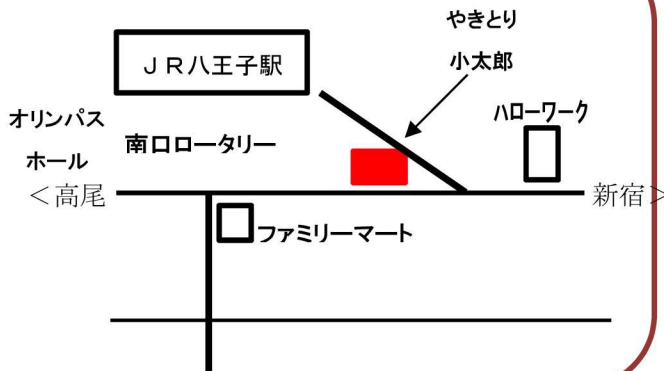 やきとり
小太郎
ＪＲ八王子駅
ハローワーク
オリンパス
ホール
南口ロータリー
＜高尾
新宿＞
ファミリーマート